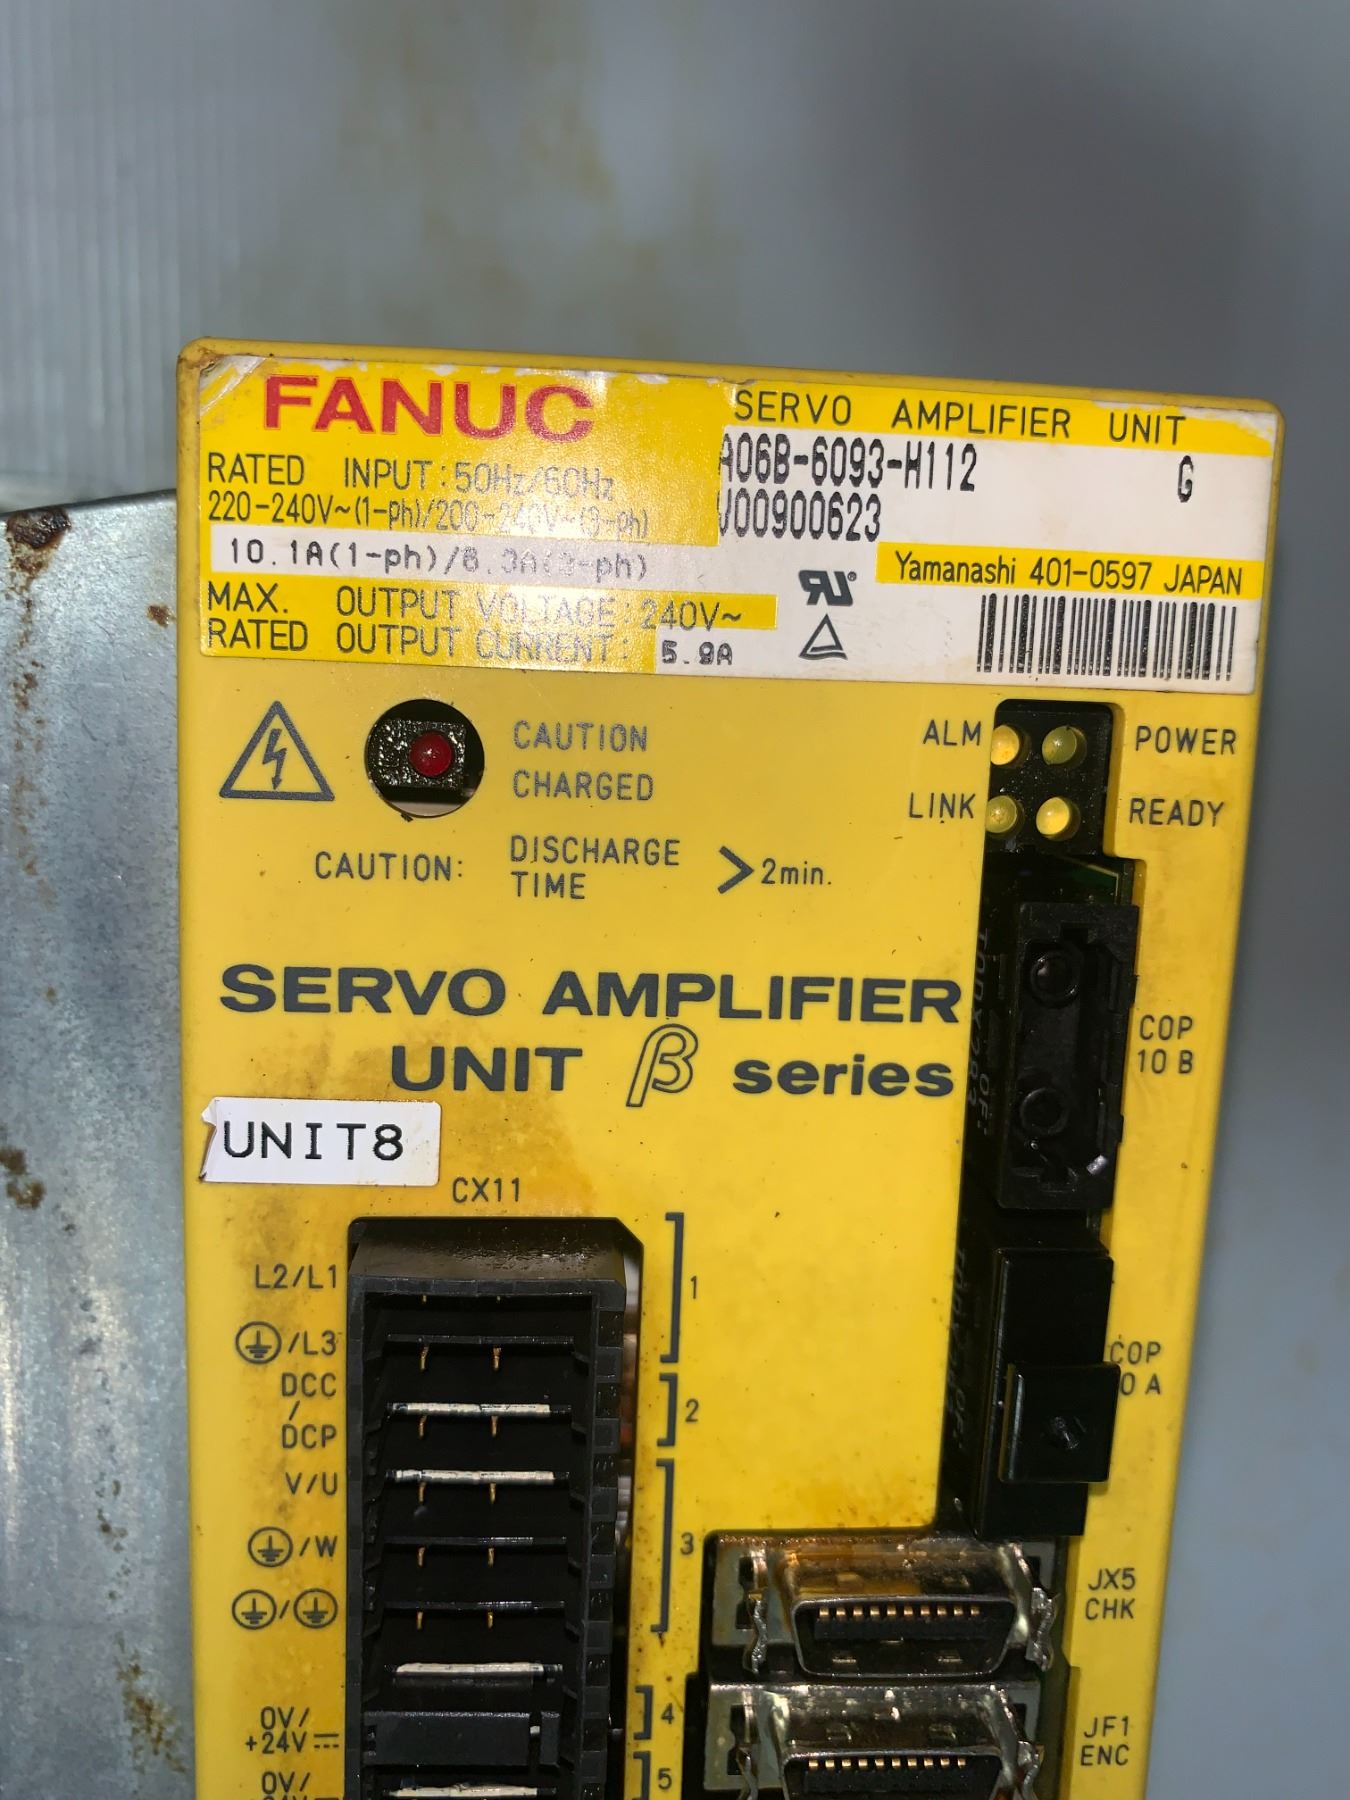 FANUC
SERVO AMPLIFIER UNIT
RATED INPUT: 50Hz/60Hz
A06B-6093-H112 G
220-240V~(1-ph)/200-240V~(3-ph)
V00900623
10.1A(1-ph)/6.3A(3-ph)
Yamanashi 401-0597 JAPAN
MAX. OUTPUT VOLTAGE: 240V~
RATED OUTPUT CURRENT: 5.9A
CAUTION
CHARGED
ALM POWER
LINK READY
CAUTION: DISCHARGE
TIME >2min.
SERVO AMPLIFIER
UNIT β series
COP
10 B
UNIT8
CX11
L2/L1
1
/L3
COP
0 A
DCC
/
DCP
2
V/U
/W
3
JX5
CHK
/
0V/
+24V
4
JF1
ENC
0V/
5